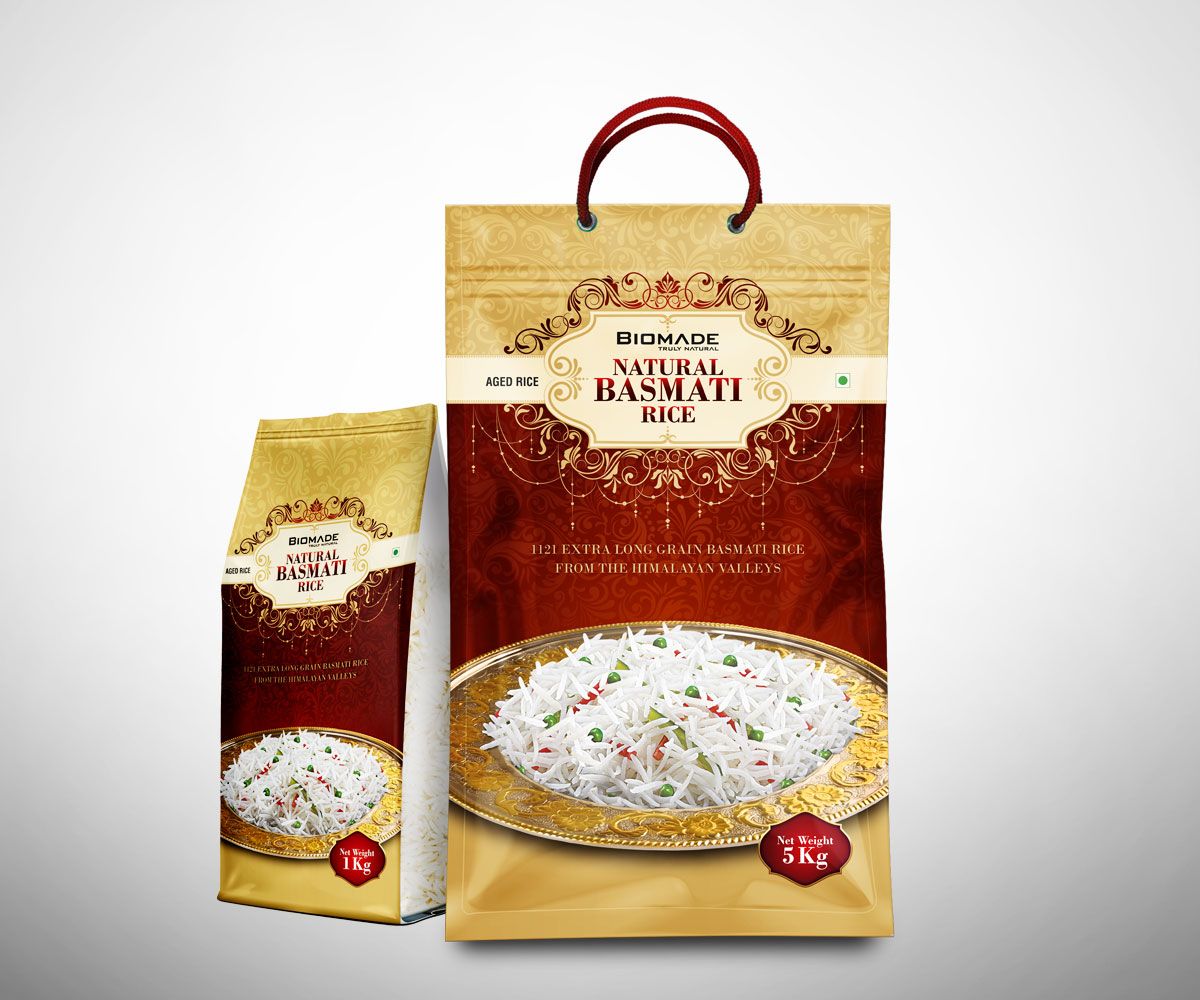 BIOMADE
TRULY NATURAL
NATURAL
BASMATI
RICE
AGED RICE
1121 EXTRA LONG GRAIN BASMATI RICE
FROM THE HIMALAYAN VALLEYS
Net Weight
1 Kg
BIOMADE
TRULY NATURAL
NATURAL
BASMATI
RICE
AGED RICE
1121 EXTRA LONG GRAIN BASMATI RICE
FROM THE HIMALAYAN VALLEYS
Net Weight
5 Kg